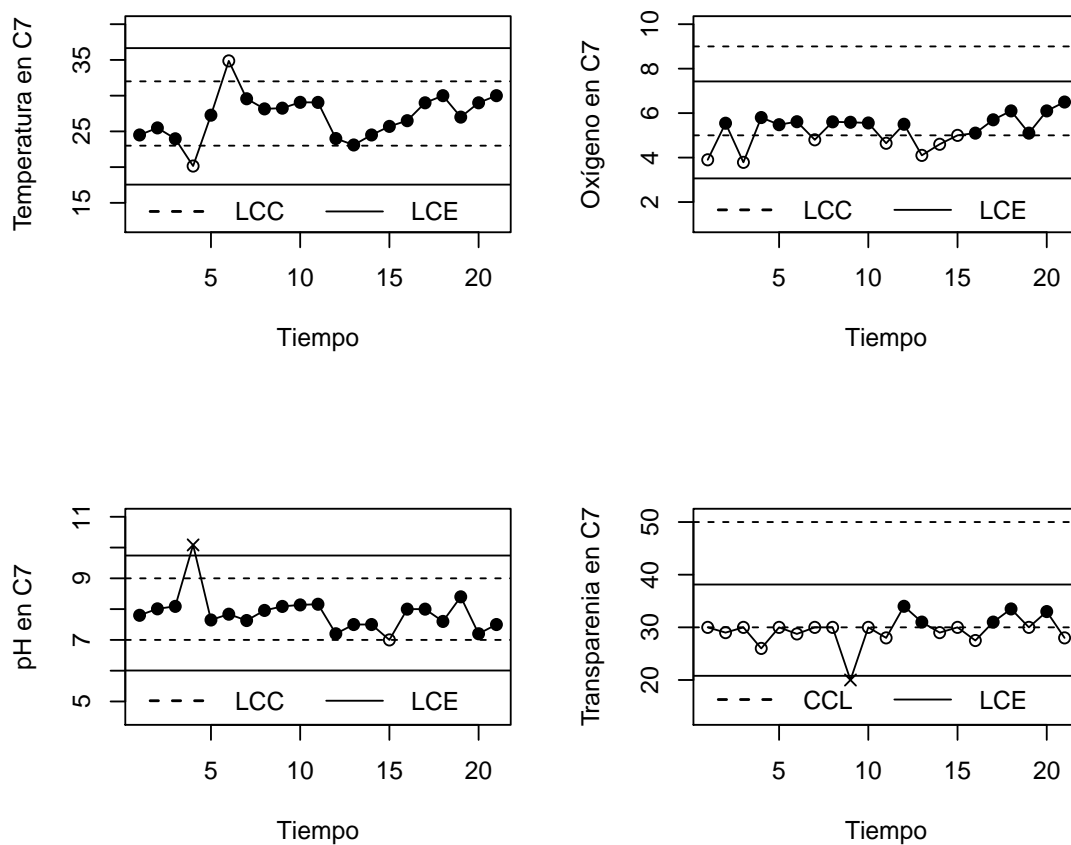 Temperatura en C7
15
25
35
LCC
LCE
5
10
15
20
Tiempo
Oxígeno en C7
2
4
6
8
10
LCC
LCE
5
10
15
20
Tiempo
pH en C7
5
7
9
11
LCC
LCE
5
10
15
20
Tiempo
Transparenia en C7
20
30
40
50
CCL
LCE
5
10
15
20
Tiempo